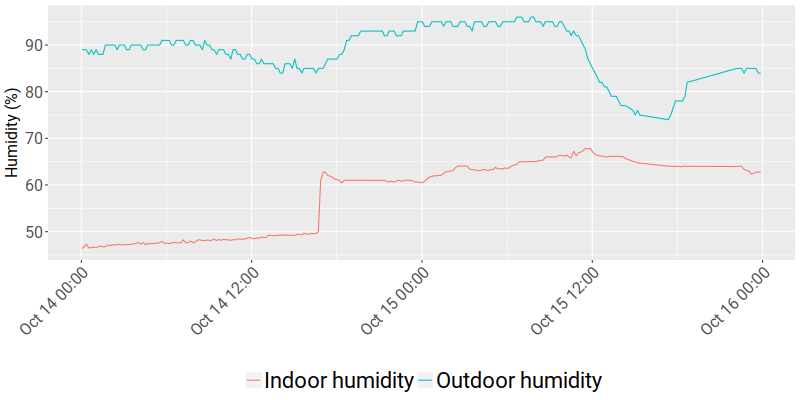 Humidity (%)
90
80
70
60
50
Oct 14 00:00
Oct 14 12:00
Oct 15 00:00
Oct 15 12:00
Oct 16 00:00
Indoor humidity Outdoor humidity